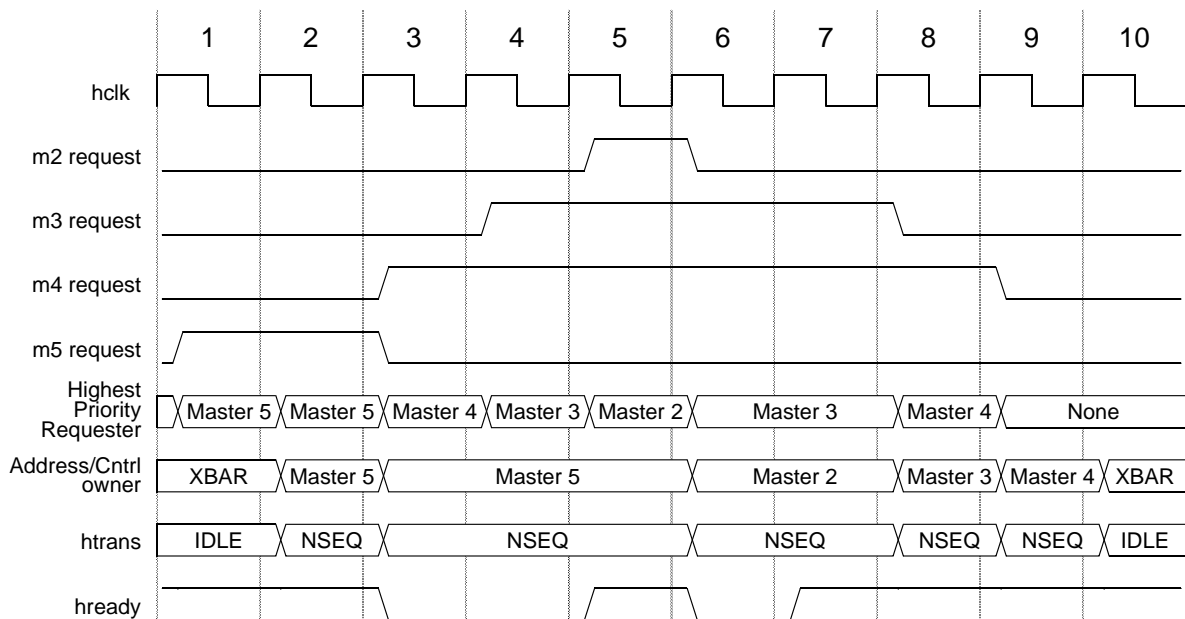 1 2 3 4 5 6 7 8 9 10
hclk
m2 request
m3 request
m4 request
m5 request
Highest
Priority
Requester
Master 5 Master 5 Master 4 Master 3 Master 2 Master 3 Master 4 None
Address/Cntrl
owner
XBAR Master 5 Master 5 Master 2 Master 3 Master 4 XBAR
htrans IDLE NSEQ NSEQ NSEQ NSEQ NSEQ IDLE
hready